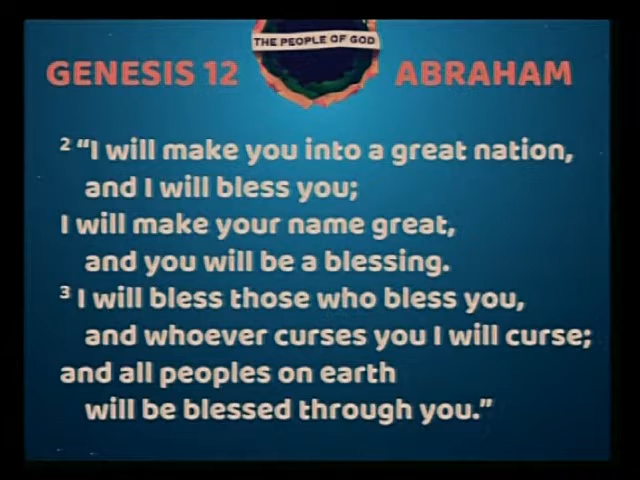 THE PEOPLE OF GOD
GENESIS 12 ABRAHAM
2 “I will make you into a great nation,
and I will bless you;
I will make your name great,
and you will be a blessing.
3 I will bless those who bless you,
and whoever curses you I will curse;
and all peoples on earth
will be blessed through you.”